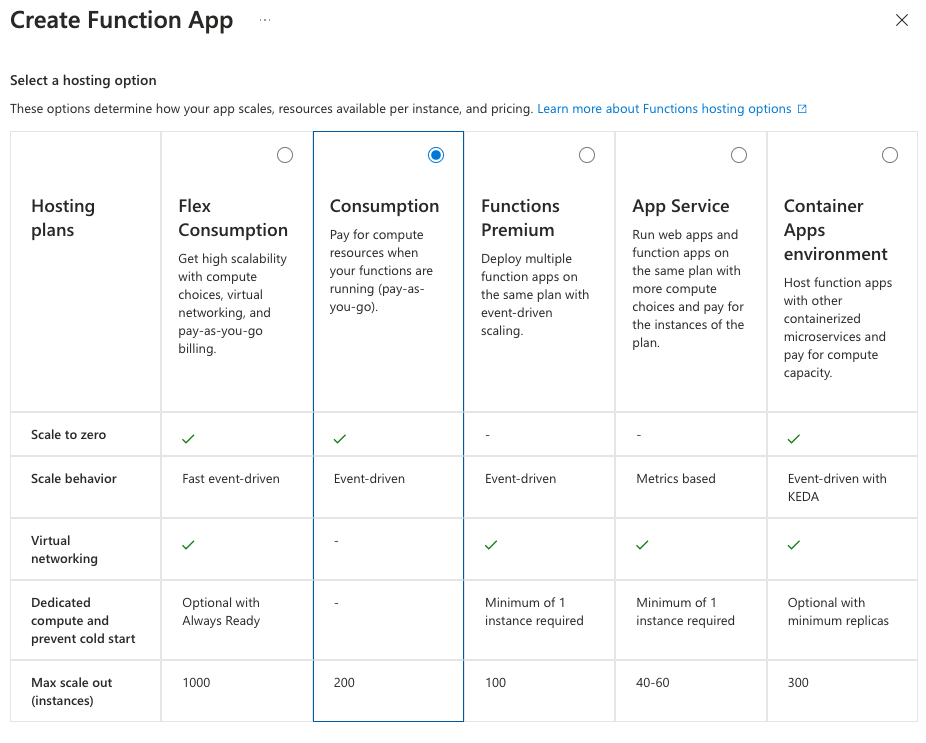 Create Function App ...
Select a hosting option
These options determine how your app scales, resources available per instance, and pricing. Learn more about Functions hosting options
Hosting
plans
Flex
Consumption
Get high scalability
with compute
choices, virtual
networking, and
pay-as-you-go
billing.
Consumption
Pay for compute
resources when
your functions are
running (pay-as-
you-go).
Functions
Premium
Deploy multiple
function apps on
the same plan with
event-driven
scaling.
App Service
Run web apps and
function apps on
the same plan with
more compute
choices and pay for
the instances of the
plan.
Container
Apps
environment
Host function apps
with other
containerized
microservices and
pay for compute
capacity.
Scale to zero
-
-
Scale behavior
Fast event-driven
Event-driven
Event-driven
Metrics based
Event-driven with
KEDA
Virtual
networking
-
Dedicated
compute and
prevent cold start
Optional with
Always Ready
-
Minimum of 1
instance required
Minimum of 1
instance required
Optional with
minimum replicas
Max scale out
(instances)
1000
200
100
40-60
300